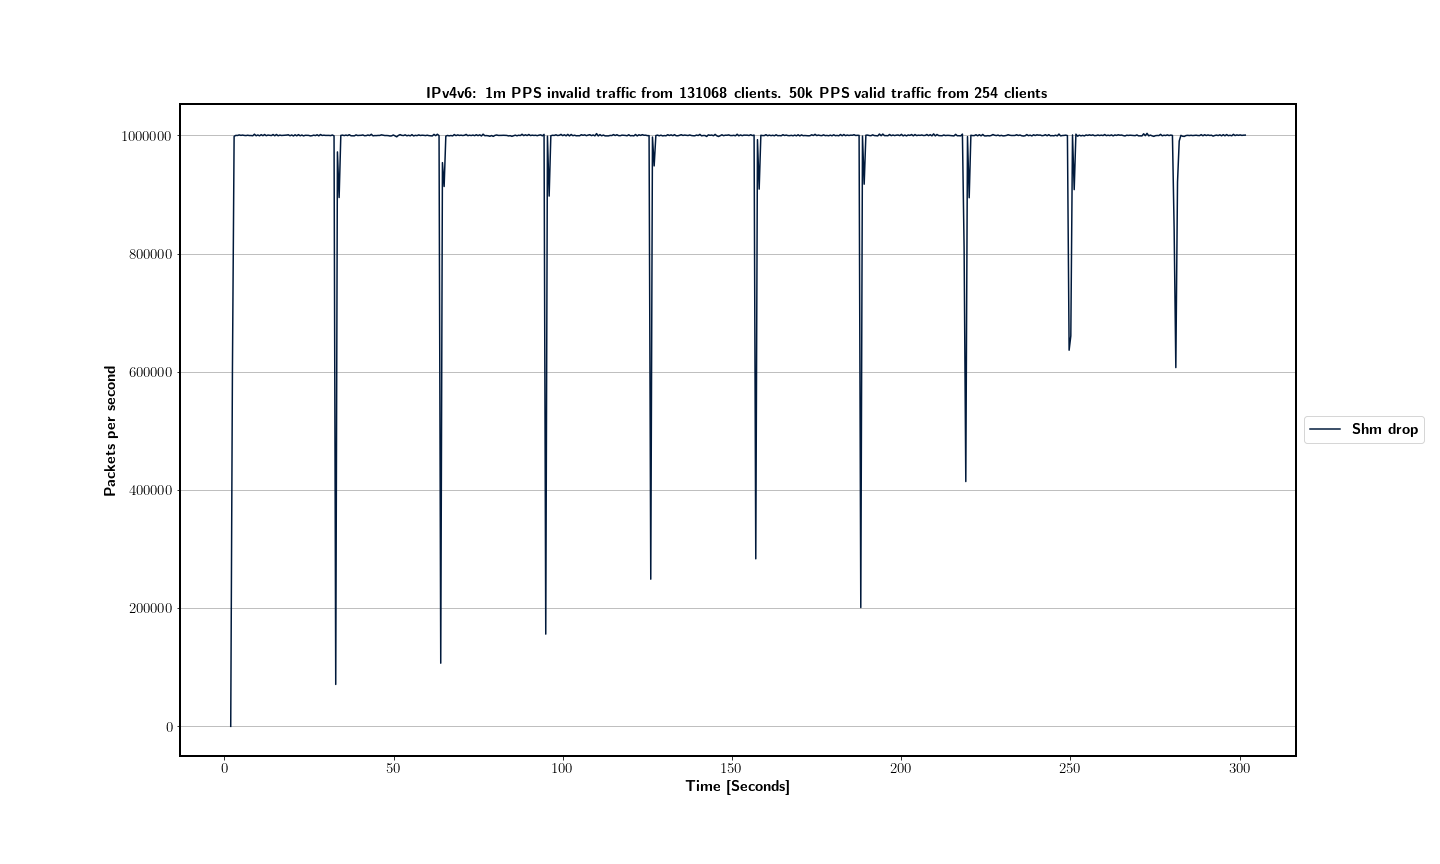 IPv4v6: 1m PPS invalid traffic from 131068 clients. 50k PPS valid traffic from 254 clients
1000000
800000
600000
400000
200000
0
Packets per second
Shm drop
0 50 100 150 200 250 300
Time [Seconds]